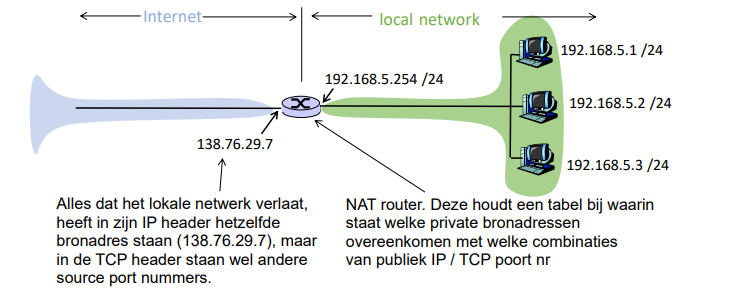 Internet
local network
192.168.5.1 /24
192.168.5.254 /24
192.168.5.2 /24
138.76.29.7
192.168.5.3 /24
Alles dat het lokale netwerk verlaat,
heeft in zijn IP header hetzelfde
bronadres staan (138.76.29.7), maar
in de TCP header staan wel andere
source port nummers.
NAT router. Deze houdt een tabel bij waarin
staat welke private bronadressen
overeenkomen met welke combinaties
van publiek IP / TCP poort nr